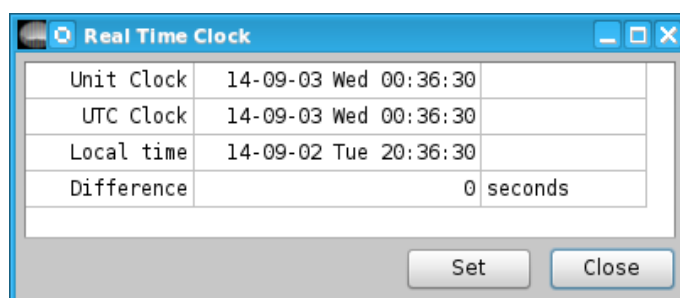 Real Time Clock
Unit Clock 14-09-03 Wed 00:36:30
UTC Clock 14-09-03 Wed 00:36:30
Local time 14-09-02 Tue 20:36:30
Difference 0 seconds
Set Close